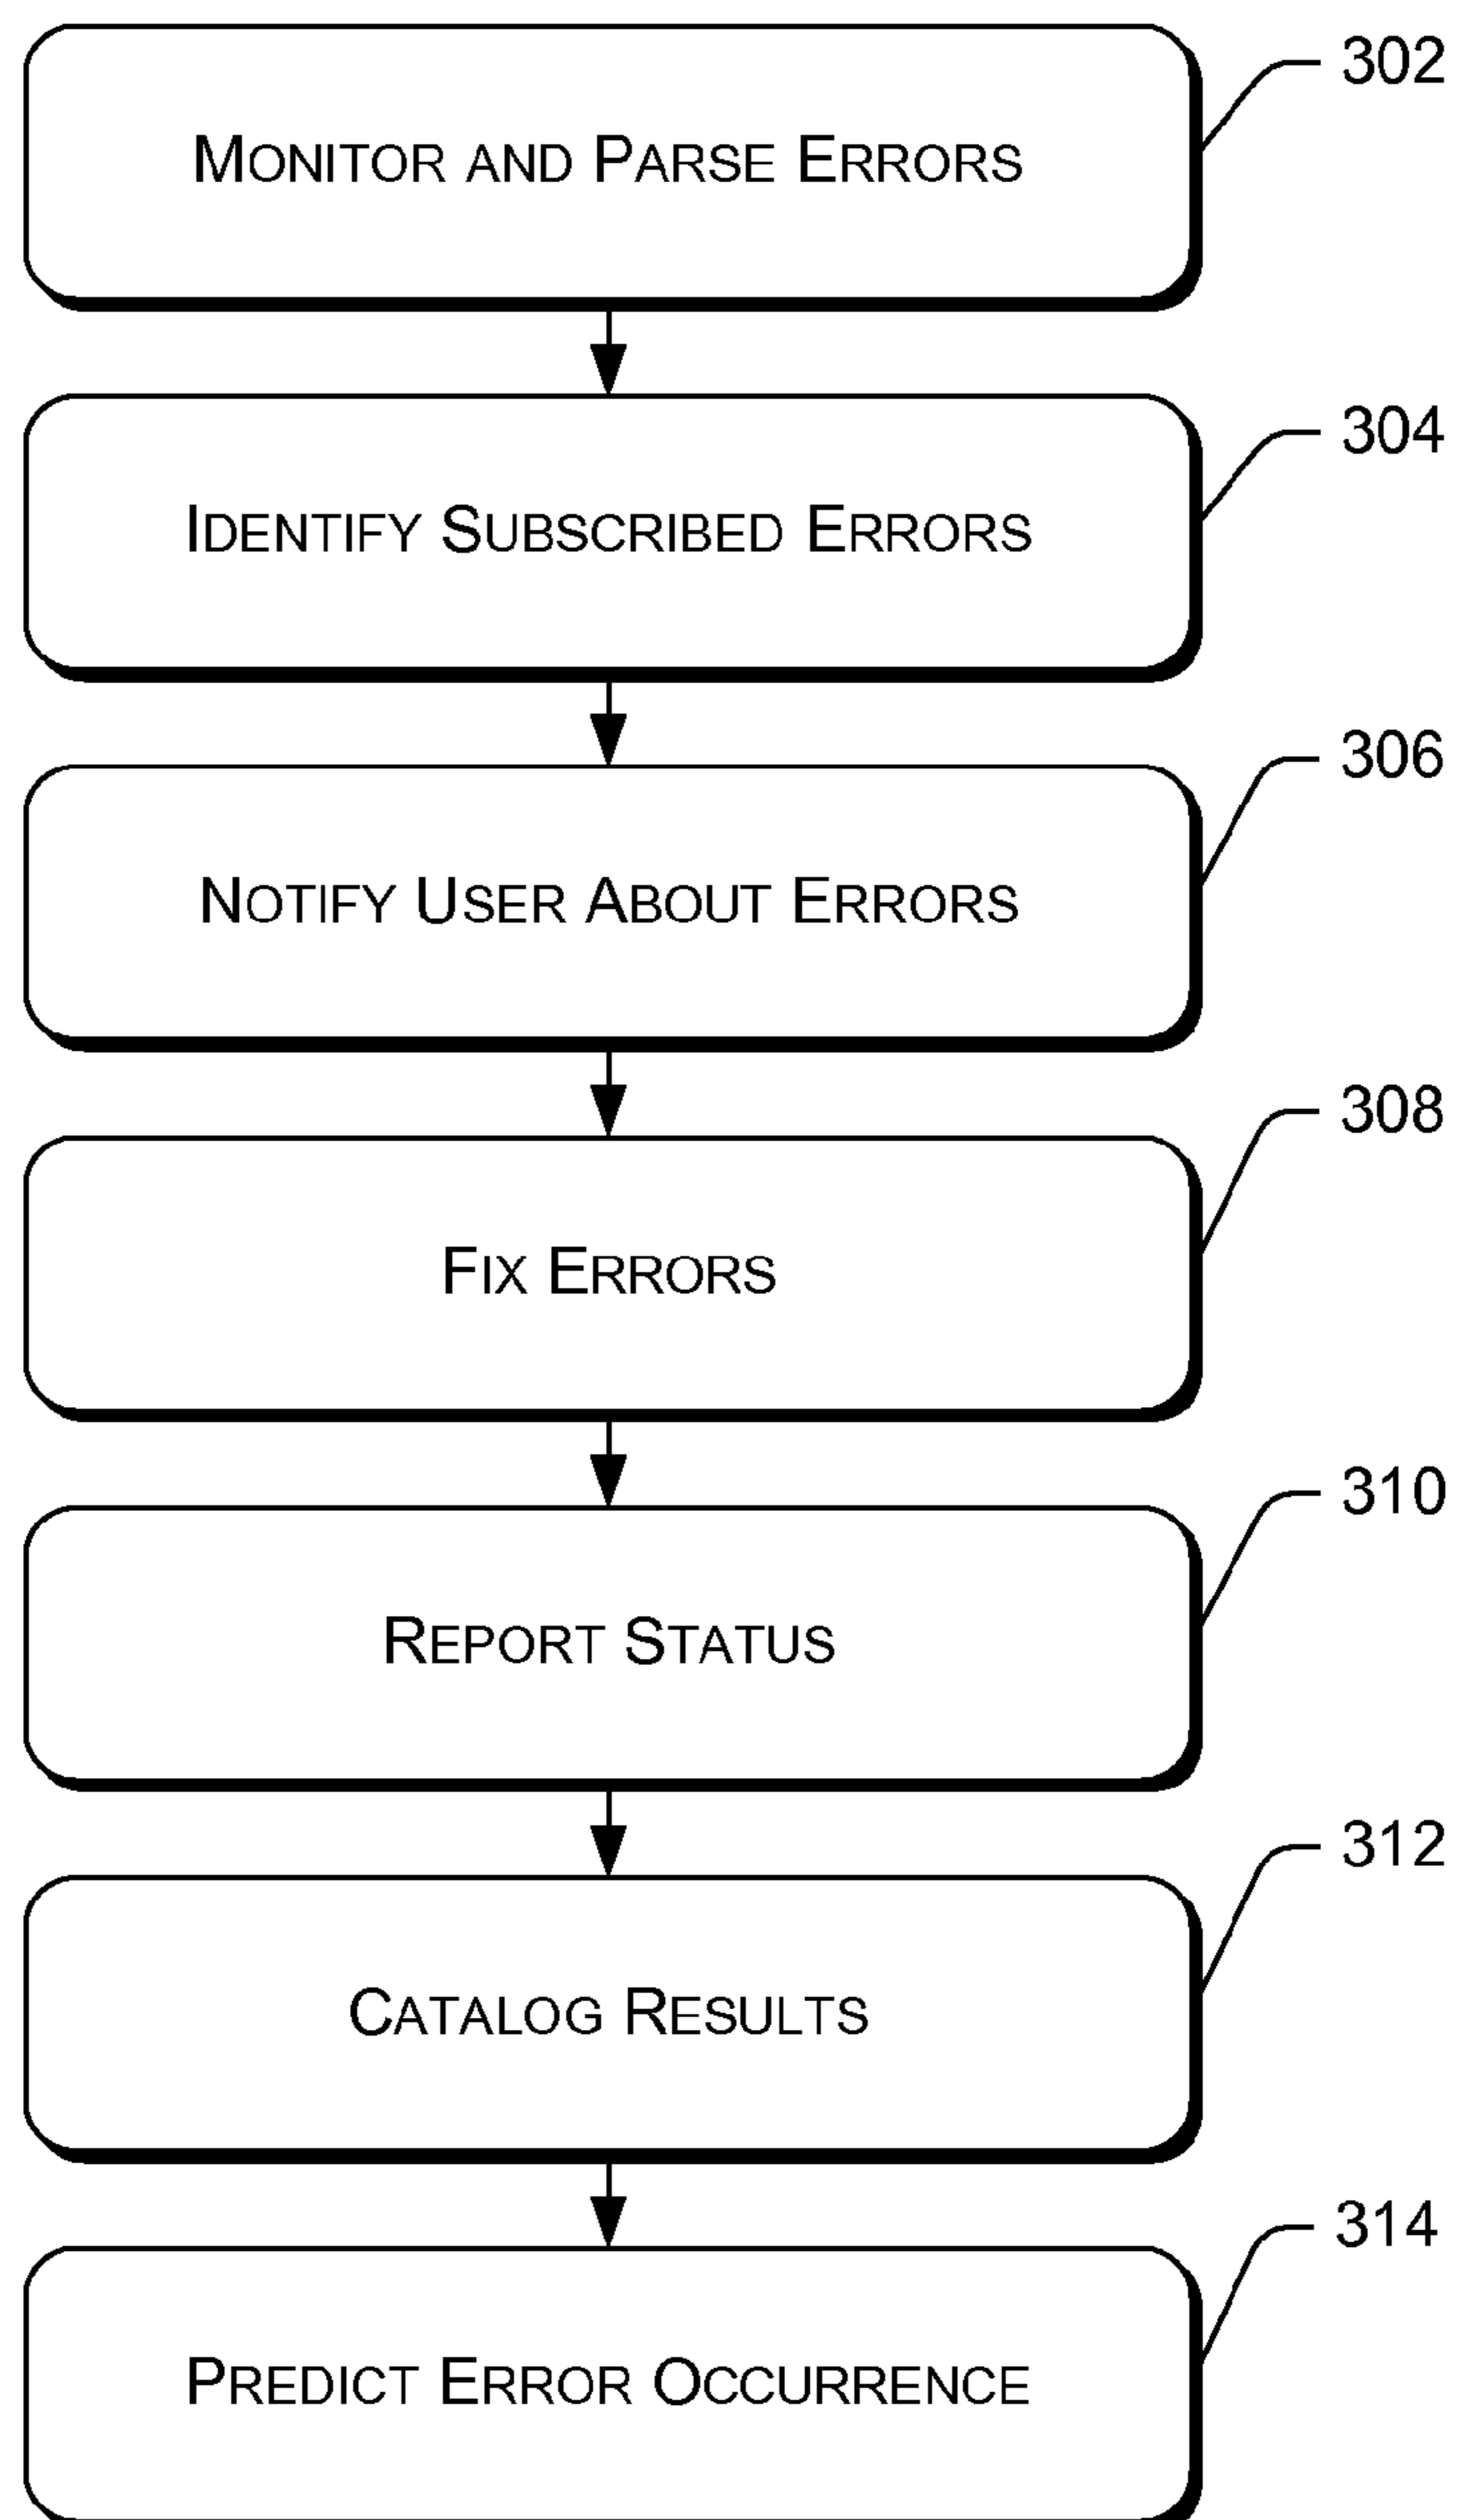 302
MONITOR AND PARSE ERRORS
304
IDENTIFY SUBSCRIBED ERRORS
306
NOTIFY USER ABOUT ERRORS
308
FIX ERRORS
310
REPORT STATUS
312
CATALOG RESULTS
314
PREDICT ERROR OCCURRENCE